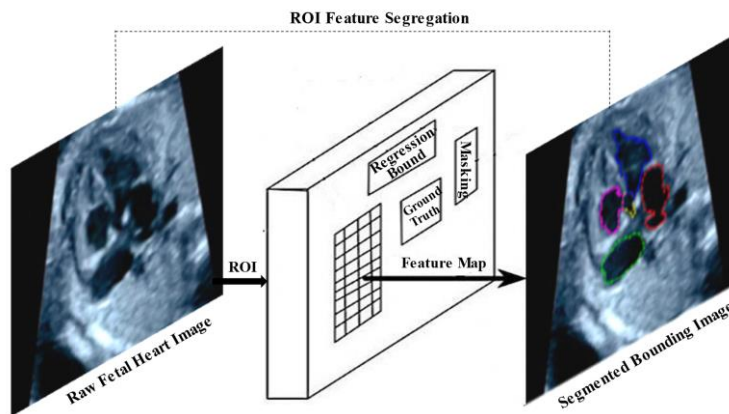 ROI Feature Segregation
Regression
Bound
Masking
Ground
Truth
ROI
Feature Map
Raw Fetal Heart Image
Segmented Bounding Image